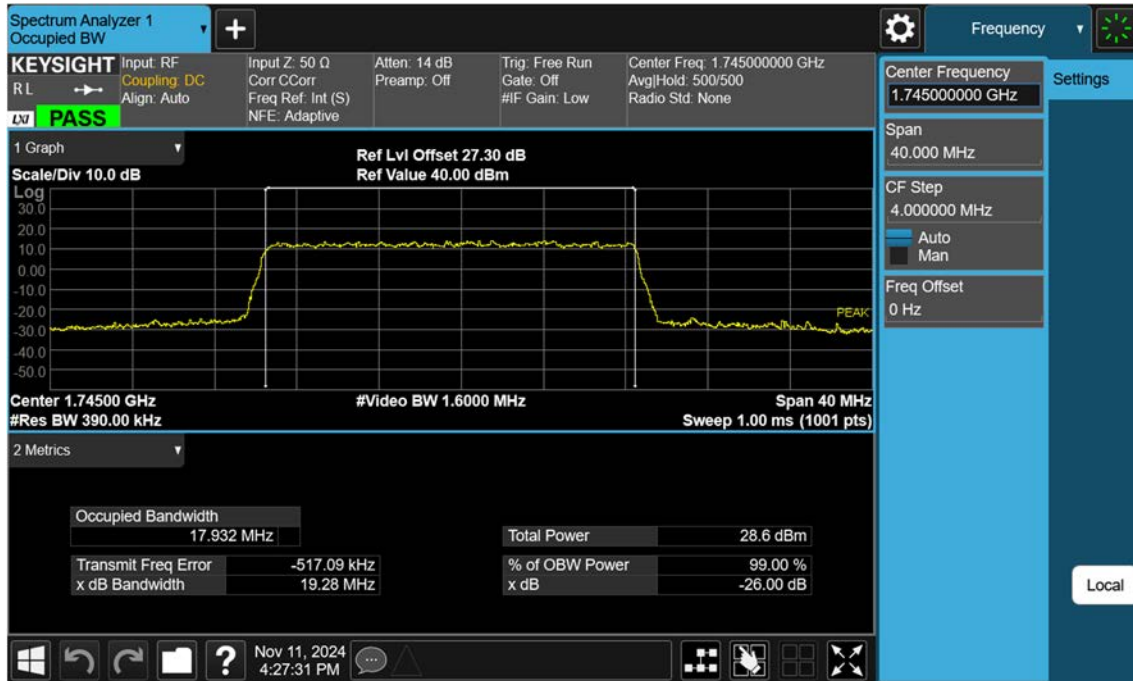 Spectrum Analyzer 1
Occupied BW
Frequency
KEYSIGHT
R L
LXI PASS
Input: RF
Coupling: DC
Align: Auto
Input Z: 50 Ω
Corr CCorr
Freq Ref: Int (S)
NFE: Adaptive
Atten: 14 dB
Preamp: Off
Trig: Free Run
Gate: Off
#IF Gain: Low
Center Freq: 1.745000000 GHz
Avg|Hold: 500/500
Radio Std: None
Center Frequency
1.745000000 GHz
Settings
Span
40.000 MHz
CF Step
4.000000 MHz
Auto
Man
Freq Offset
0 Hz
Local
1 Graph
Scale/Div 10.0 dB
Ref Lvl Offset 27.30 dB
Ref Value 40.00 dBm
Log
30.0
20.0
10.0
0.00
-10.0
-20.0
-30.0
-40.0
-50.0
PEAK
Center 1.74500 GHz
#Video BW 1.6000 MHz
Span 40 MHz
#Res BW 390.00 kHz
Sweep 1.00 ms (1001 pts)
2 Metrics
Occupied Bandwidth
17.932 MHz
Total Power 28.6 dBm
Transmit Freq Error -517.09 kHz
% of OBW Power 99.00 %
x dB Bandwidth 19.28 MHz
x dB -26.00 dB
?
Nov 11, 2024
4:27:31 PM